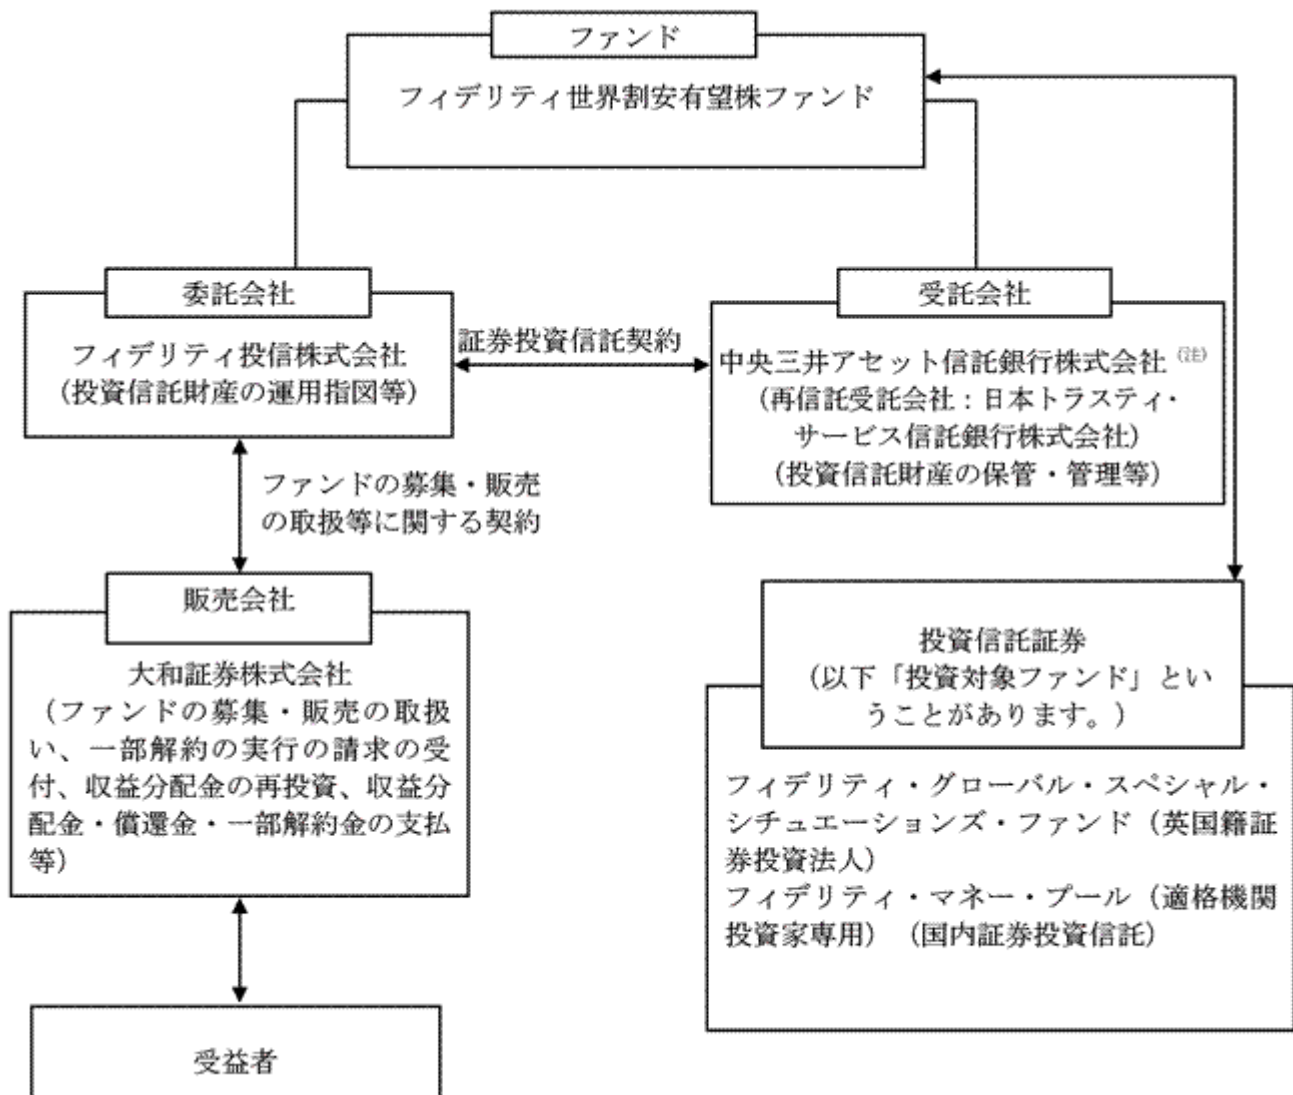 ファンド
フィデリティ世界割安有望株ファンド
委託会社
フィデリティ投信株式会社
(投資信託財産の運用指図等)
証券投資信託契約
受託会社
中央三井アセット信託銀行株式会社(注)
(再信託受託会社:日本トラスティ・
サービス信託銀行株式会社)
(投資信託財産の保管・管理等)
ファンドの募集・販売
の取扱等に関する契約
販売会社
大和証券株式会社
(ファンドの募集・販売の取扱
い、一部解約の実行の請求の受
付、収益分配金の再投資、収益分
配金・償還金・一部解約金の支払
等)
受益者
投資信託証券
(以下「投資対象ファンド」とい
うことがあります。)
フィデリティ・グローバル・スペシャル・
シチュエーションズ・ファンド(英国籍証
券投資法人)
フィデリティ・マネー・プール(適格機関
投資家専用)(国内証券投資信託)